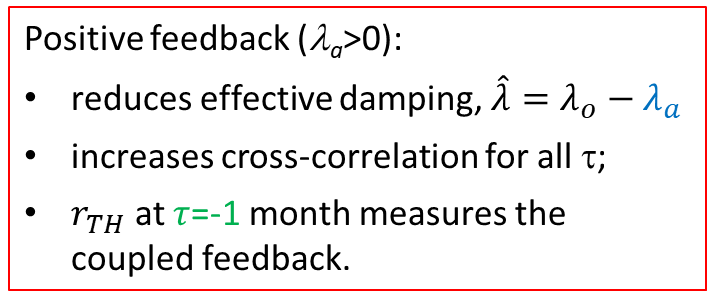 Positive feedback (λₐ>0):
• reduces effective damping, λ̂ = λₒ − λₐ
• increases cross-correlation for all τ;
• r_TH at τ=-1 month measures the
coupled feedback.